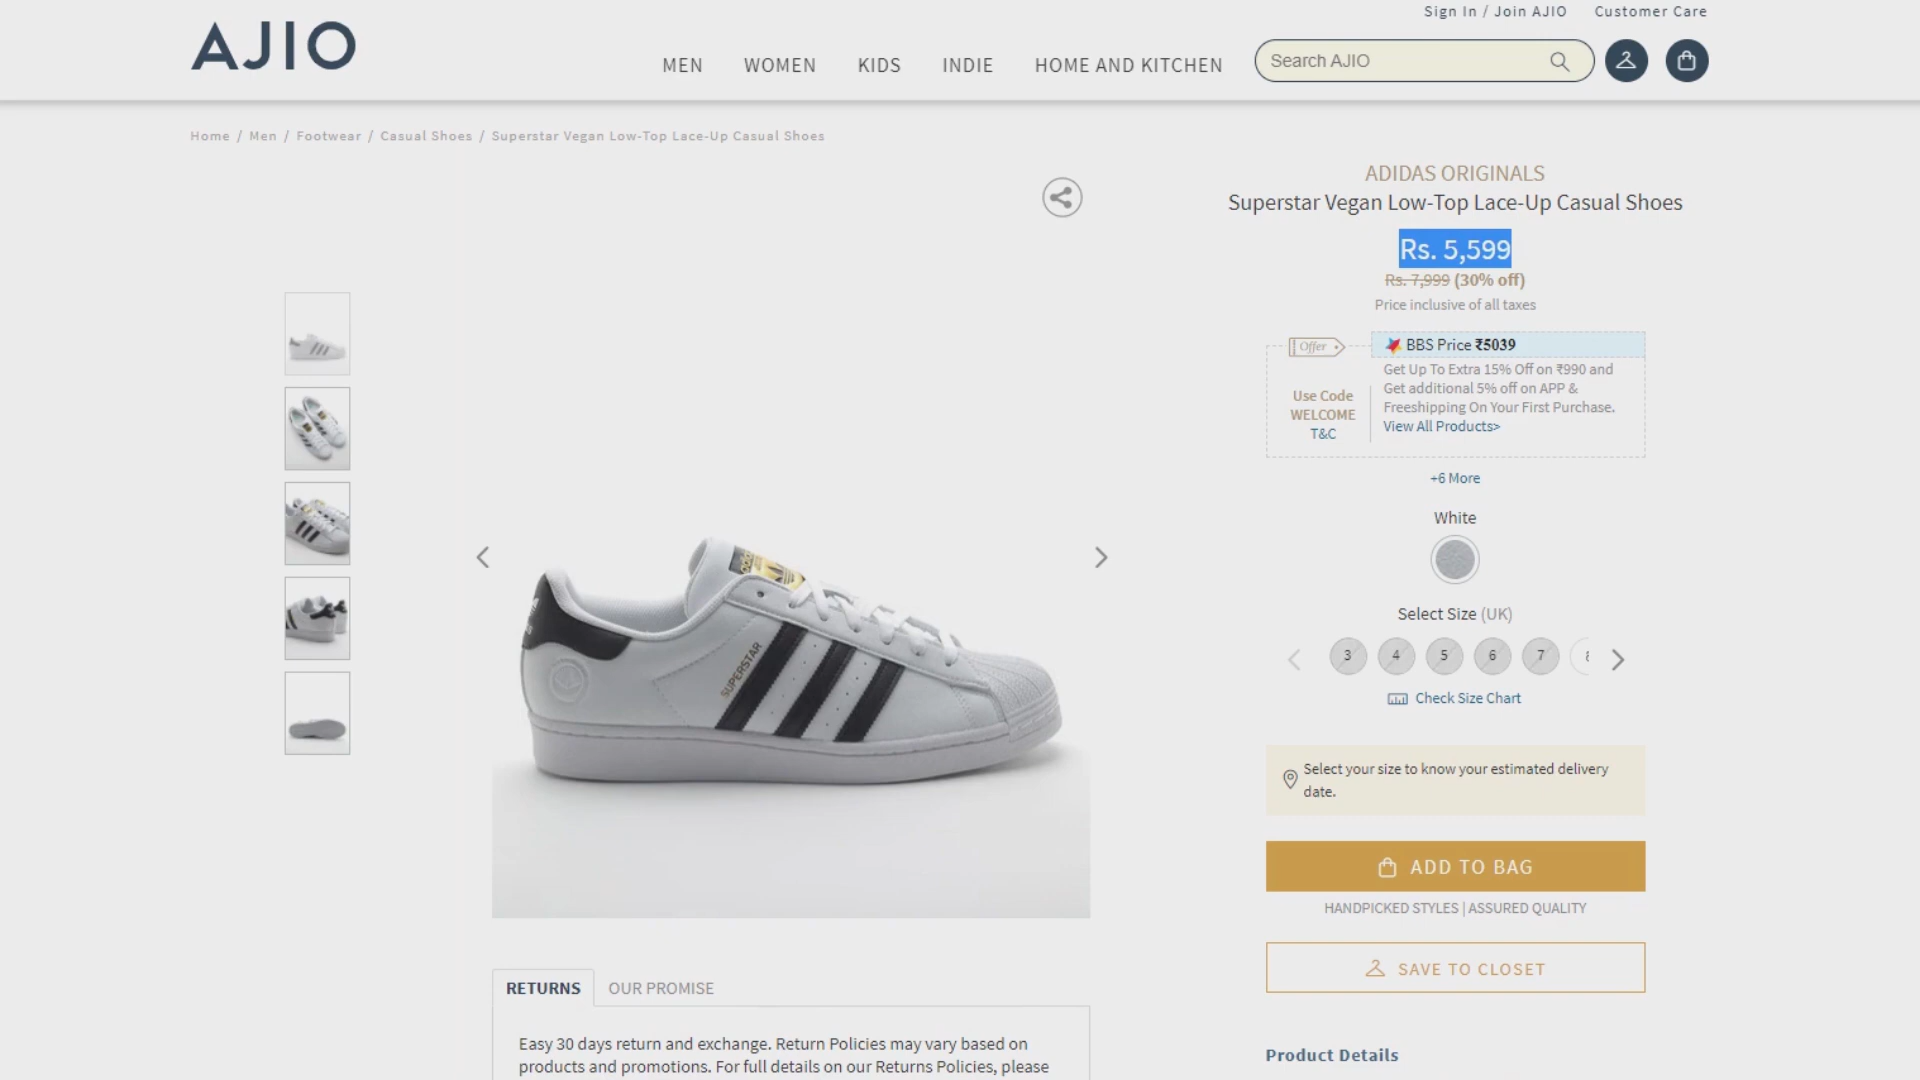 Sign In / Join AJIO
Customer Care
AJIO
MEN
WOMEN
KIDS
INDIE
HOME AND KITCHEN
Search AJIO
Home / Men / Footwear / Casual Shoes / Superstar Vegan Low-Top Lace-Up Casual Shoes
ADIDAS ORIGINALS
Superstar Vegan Low-Top Lace-Up Casual Shoes
Rs. 5,599
Rs. 7,999 (30% off)
Price inclusive of all taxes
Offer
BBS Price ₹5039
Use Code
WELCOME
T&C
Get Up To Extra 15% Off on ₹990 and
Get additional 5% off on APP &
Freeshipping On Your First Purchase.
View All Products>
+6 More
White
Select Size (UK)
3
4
5
6
7
Check Size Chart
Select your size to know your estimated delivery
date.
ADD TO BAG
HANDPICKED STYLES | ASSURED QUALITY
SAVE TO CLOSET
Product Details
adidas
SUPERSTAR
RETURNS
OUR PROMISE
Easy 30 days return and exchange. Return Policies may vary based on
products and promotions. For full details on our Returns Policies, please